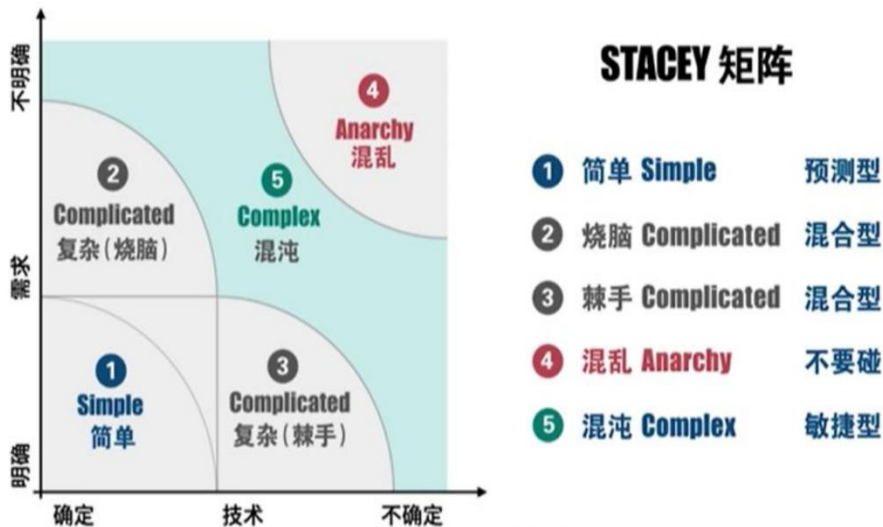 STACEY 矩阵
不明确
需求
明确
2
Complicated
复杂(烧脑)
4
Anarchy
混乱
5
Complex
混沌
1
Simple
简单
3
Complicated
复杂(棘手)
确定 技术 不确定
1 简单 Simple 预测型
2 烧脑 Complicated 混合型
3 棘手 Complicated 混合型
4 混乱 Anarchy 不要碰
5 混沌 Complex 敏捷型